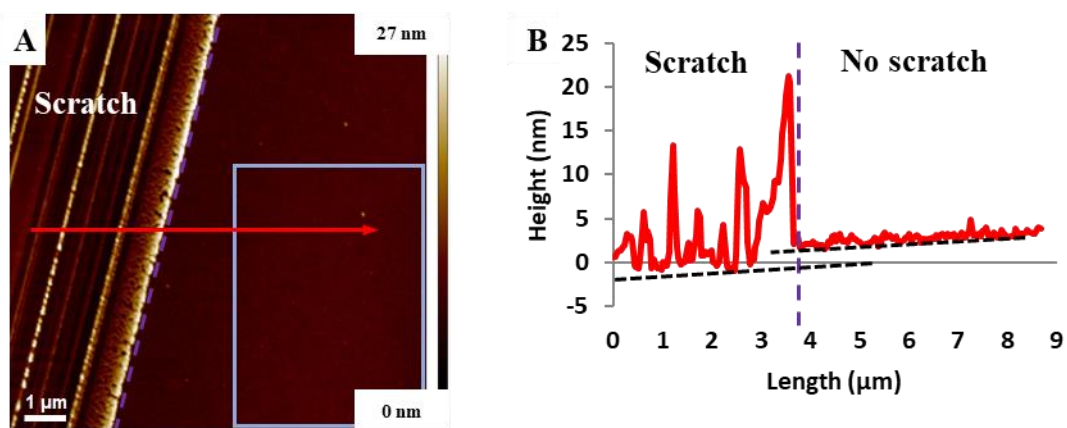 A
27 nm
Scratch
1 μm
0 nm
B
Scratch
No scratch
Height (nm)
25
20
15
10
5
0
-5
0 1 2 3 4 5 6 7 8 9
Length (μm)